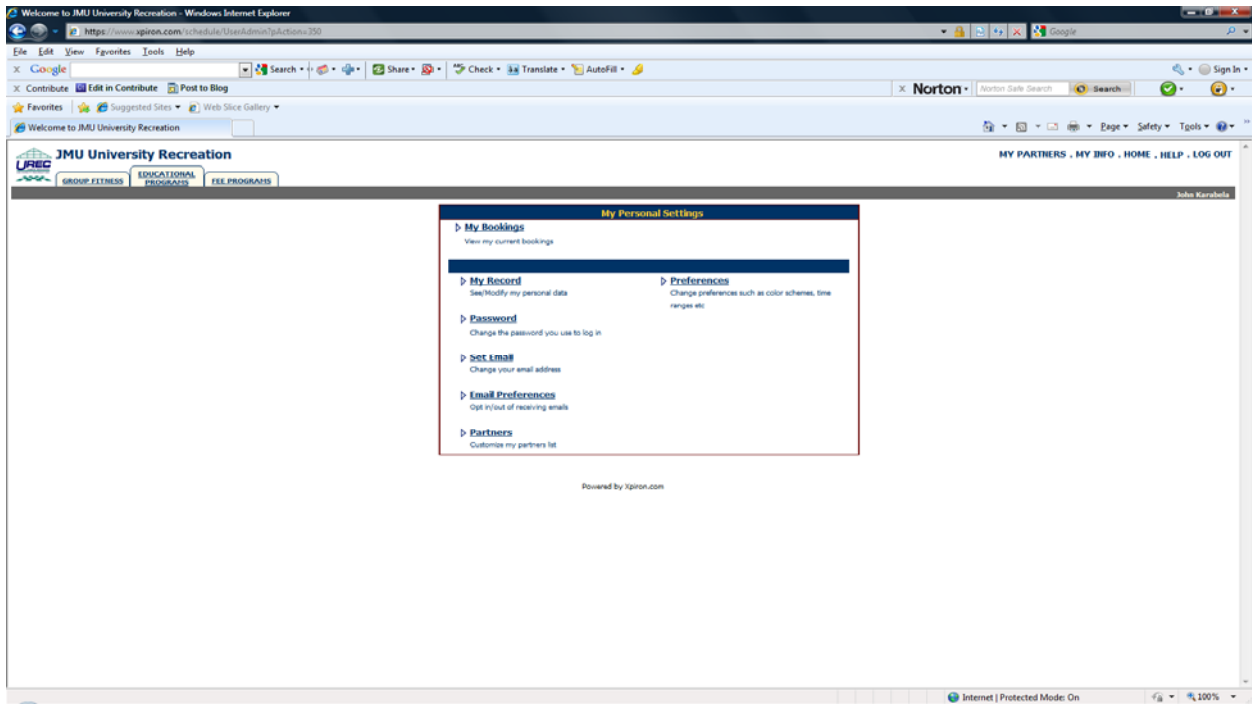 Welcome to JMU University Recreation - Windows Internet Explorer
https://www.xpiron.com/schedule/UserAdmin?pAction=350
Google
File Edit View Favorites Tools Help
x Google Search Share Check Translate AutoFill Sign In
x Contribute Edit in Contribute Post to Blog x Norton Norton Safe Search Search
Favorites Suggested Sites Web Slice Gallery
Welcome to JMU University Recreation Page Safety Tools
UREC JMU University Recreation MY PARTNERS . MY INFO . HOME . HELP . LOG OUT
GROUP FITNESS EDUCATIONAL PROGRAMS FEE PROGRAMS
John Karabela
My Personal Settings
My Bookings
View my current bookings
My Record
See/Modify my personal data
Preferences
Change preferences such as color schemes, time
ranges etc
Password
Change the password you use to log in
Set Email
Change your email address
Email Preferences
Opt in/out of receiving emails
Partners
Customize my partners list
Powered by Xpiron.com
Internet | Protected Mode: On 100%